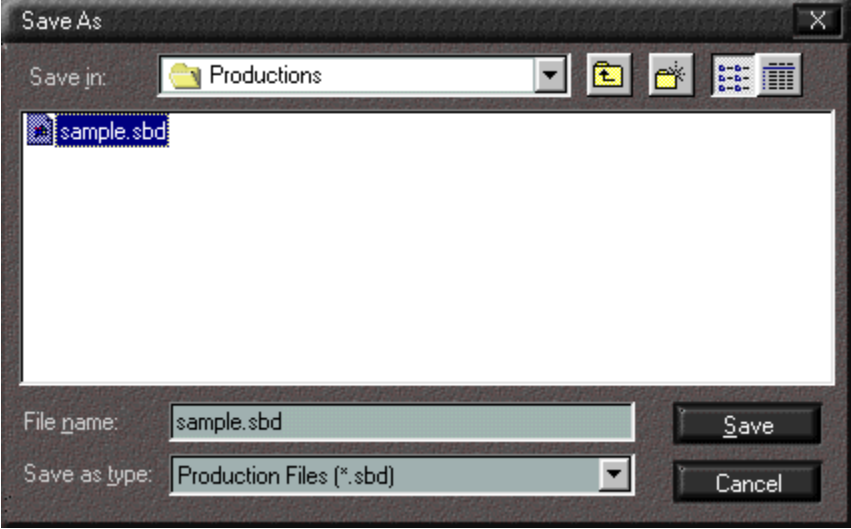 Save As
Save in: Productions
sample.sbd
File name: sample.sbd
Save
Save as type: Production Files (*.sbd)
Cancel